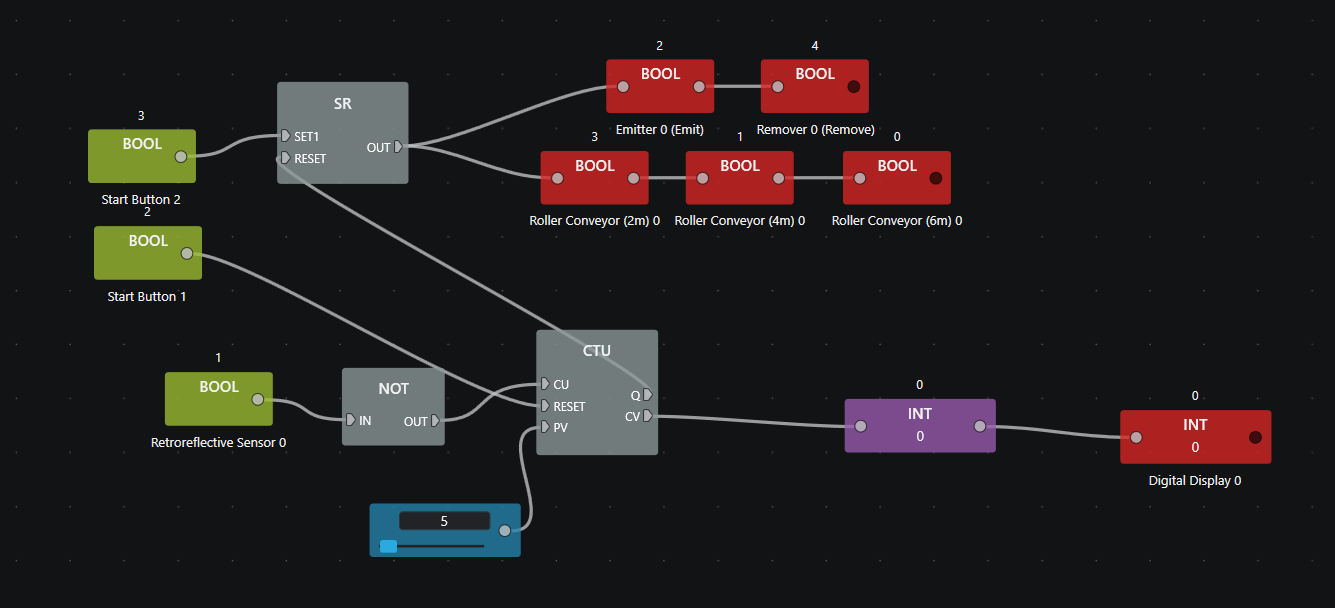 2
BOOL
Emitter 0 (Emit)
4
BOOL
Remover 0 (Remove)
SR
SET1
RESET
OUT
3
BOOL
Start Button 2
3
BOOL
Roller Conveyor (2m) 0
1
BOOL
Roller Conveyor (4m) 0
0
BOOL
Roller Conveyor (6m) 0
2
BOOL
Start Button 1
1
BOOL
Retroreflective Sensor 0
NOT
IN
OUT
CTU
CU
RESET
PV
Q
CV
0
INT
0
0
INT
0
Digital Display 0
5